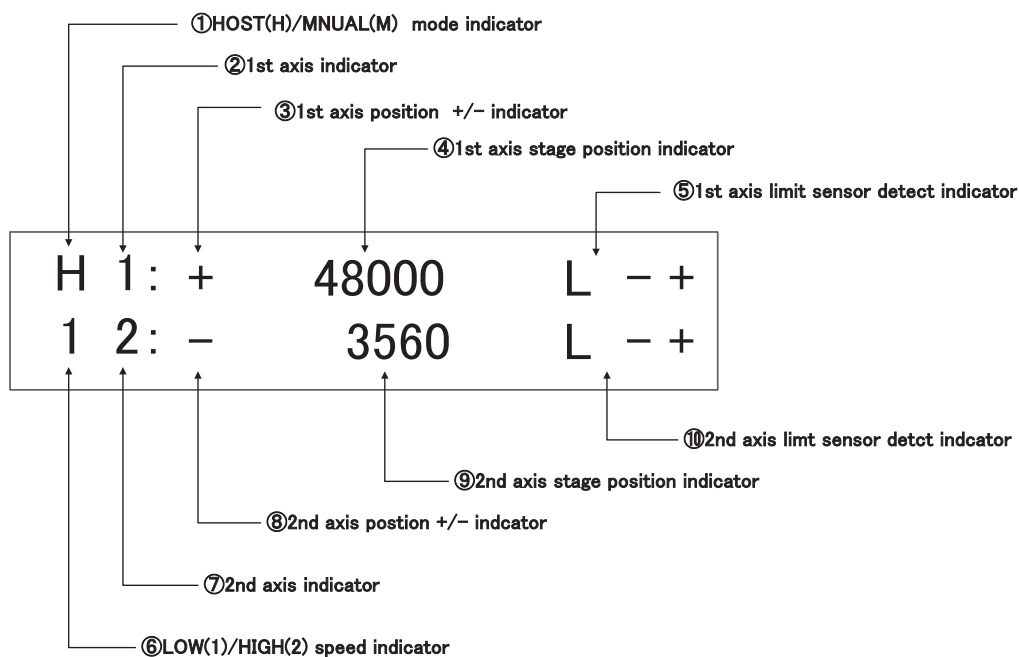 ①HOST(H)/MNUAL(M) mode indicator
②1st axis indicator
③1st axis position +/- indicator
④1st axis stage position indicator
⑤1st axis limit sensor detect indicator
H 1: + 48000 L - +
1 2: - 3560 L - +
⑩2nd axis limt sensor detct indcator
⑨2nd axis stage position indicator
⑧2nd axis postion +/- indcator
⑦2nd axis indicator
⑥LOW(1)/HIGH(2) speed indicator